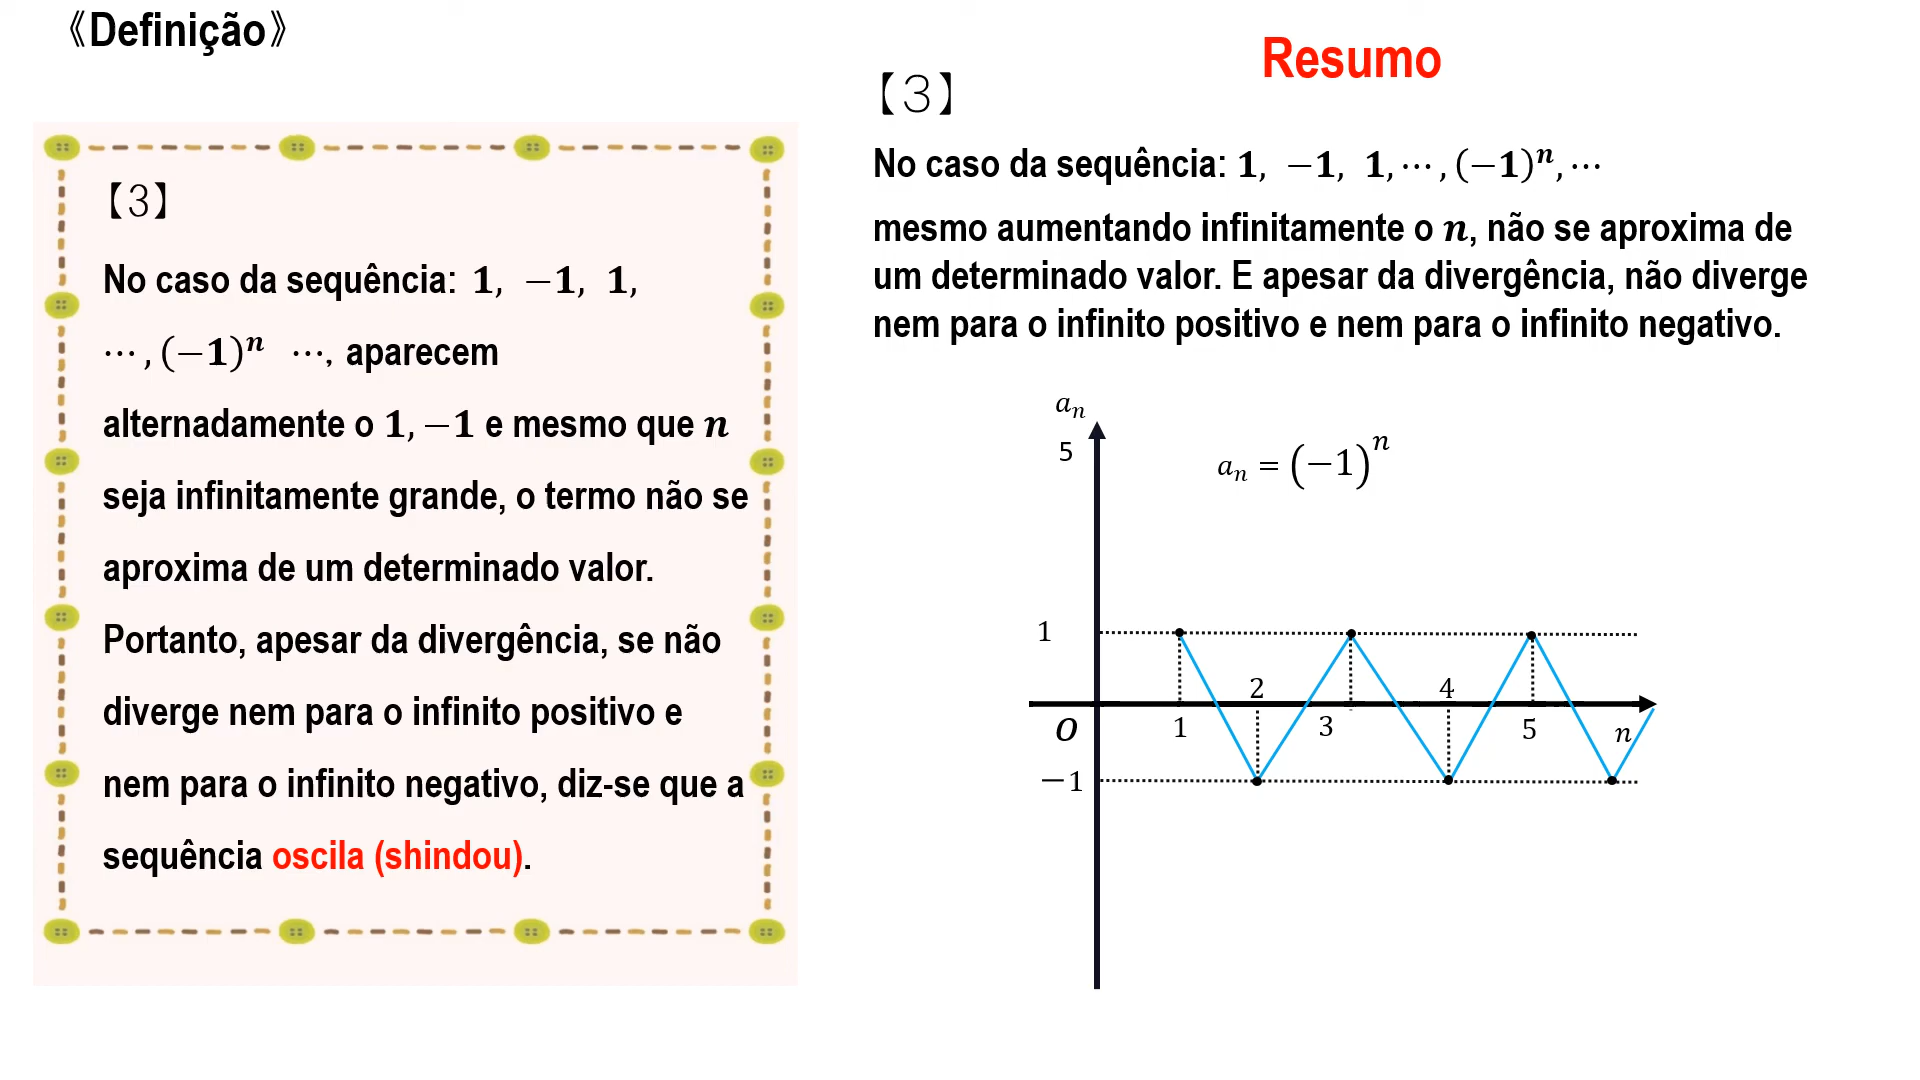 《Definição》
【3】
No caso da sequência: 1, −1, 1,
⋯ , (−1)ⁿ ⋯, aparecem
alternadamente o 1, −1 e mesmo que n
seja infinitamente grande, o termo não se
aproxima de um determinado valor.
Portanto, apesar da divergência, se não
diverge nem para o infinito positivo e
nem para o infinito negativo, diz-se que a
sequência oscila (shindou).
Resumo
【3】
No caso da sequência: 1, −1, 1, ⋯ , (−1)ⁿ, ⋯
mesmo aumentando infinitamente o n, não se aproxima de
um determinado valor. E apesar da divergência, não diverge
nem para o infinito positivo e nem para o infinito negativo.
aₙ
5
aₙ = (−1)ⁿ
1
2
4
O
1
3
5
n
−1